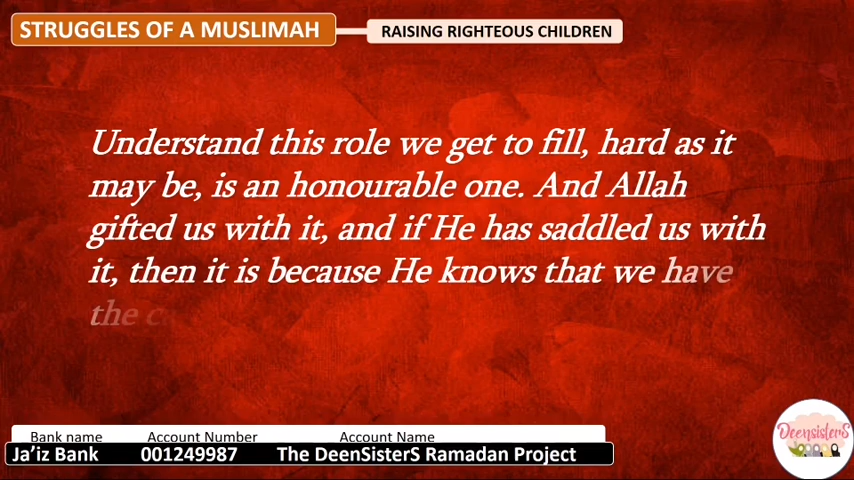 STRUGGLES OF A MUSLIMAH
RAISING RIGHTEOUS CHILDREN
Understand this role we get to fill, hard as it
may be, is an honourable one. And Allah
gifted us with it, and if He has saddled us with
it, then it is because He knows that we have
the
Bank name Account Number Account Name
Ja’iz Bank 001249987 The DeenSisterS Ramadan Project
DeensisterS